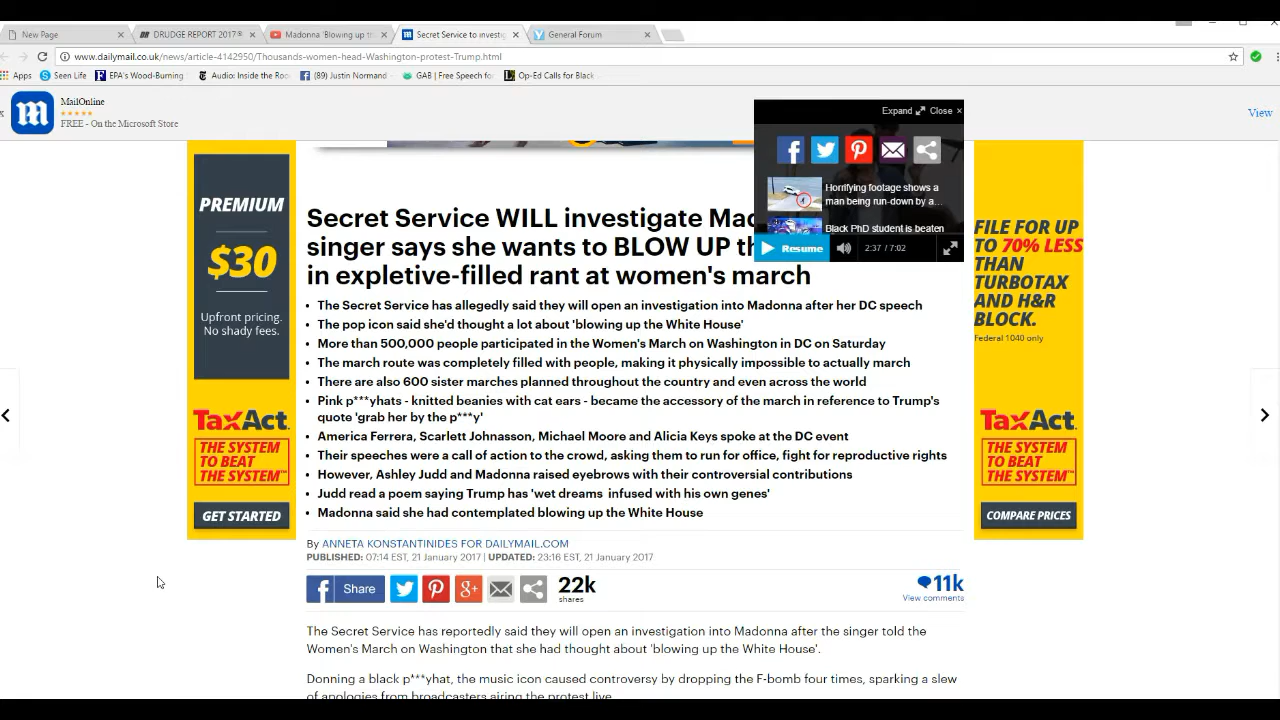 New Page
DRUDGE REPORT 2017®
Madonna 'Blowing up th
Secret Service to investig
General Forum
www.dailymail.co.uk/news/article-4142950/Thousands-women-head-Washington-protest-Trump.html
Apps
Seen Life
EPA's Wood-Burning
Audio: Inside the Roo
(89) Justin Normand
GAB | Free Speech fo
Op-Ed Calls for Black
MailOnline
FREE - On the Microsoft Store
View
Expand
Close ×
Horrifying footage shows a
man being run-down by a...
Black PhD student is beaten
Resume
2:37 / 7:02
PREMIUM
$30
Upfront pricing.
No shady fees.
TaxAct.
THE SYSTEM
TO BEAT
THE SYSTEM™
GET STARTED
Secret Service WILL investigate Mad
singer says she wants to BLOW UP th
in expletive-filled rant at women's march
• The Secret Service has allegedly said they will open an investigation into Madonna after her DC speech
• The pop icon said she'd thought a lot about 'blowing up the White House'
• More than 500,000 people participated in the Women's March on Washington in DC on Saturday
• The march route was completely filled with people, making it physically impossible to actually march
• There are also 600 sister marches planned throughout the country and even across the world
• Pink p***yhats - knitted beanies with cat ears - became the accessory of the march in reference to Trump's
quote 'grab her by the p***y'
• America Ferrera, Scarlett Johnasson, Michael Moore and Alicia Keys spoke at the DC event
• Their speeches were a call of action to the crowd, asking them to run for office, fight for reproductive rights
• However, Ashley Judd and Madonna raised eyebrows with their controversial contributions
• Judd read a poem saying Trump has 'wet dreams infused with his own genes'
• Madonna said she had contemplated blowing up the White House
By ANNETA KONSTANTINIDES FOR DAILYMAIL.COM
PUBLISHED: 07:14 EST, 21 January 2017 | UPDATED: 23:16 EST, 21 January 2017
Share
22k
shares
11k
View comments
The Secret Service has reportedly said they will open an investigation into Madonna after the singer told the
Women's March on Washington that she had thought about 'blowing up the White House'.
Donning a black p***yhat, the music icon caused controversy by dropping the F-bomb four times, sparking a slew
of apologies from broadcasters airing the protest live.
FILE FOR UP
TO 70% LESS
THAN
TURBOTAX
AND H&R
BLOCK.
Federal 1040 only
TaxAct.
THE SYSTEM
TO BEAT
THE SYSTEM™
COMPARE PRICES